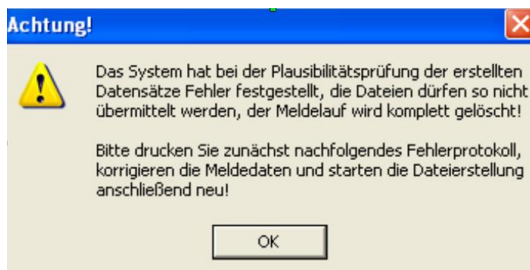 Achtung!
Das System hat bei der Plausibilitätsprüfung der erstellten
Datensätze Fehler festgestellt, die Dateien dürfen so nicht
übermittelt werden, der Meldelauf wird komplett gelöscht!
Bitte drucken Sie zunächst nachfolgendes Fehlerprotokoll,
korrigieren die Meldedaten und starten die Dateierstellung
anschließend neu!
OK